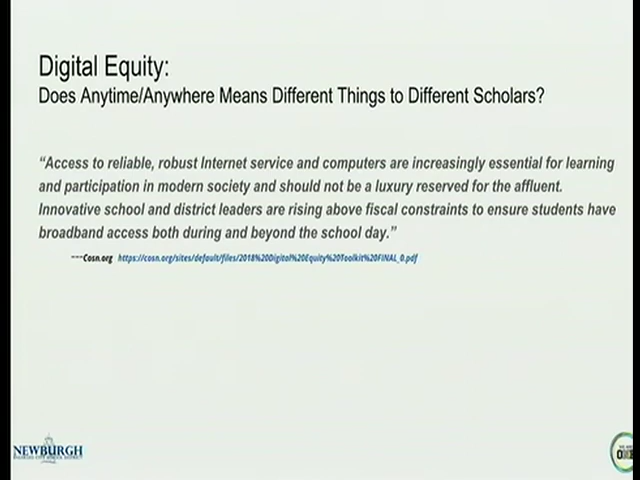 Digital Equity:
Does Anytime/Anywhere Means Different Things to Different Scholars?
“Access to reliable, robust Internet service and computers are increasingly essential for learning
and participation in modern society and should not be a luxury reserved for the affluent.
Innovative school and district leaders are rising above fiscal constraints to ensure students have
broadband access both during and beyond the school day.”
---Cosn.org https://cosn.org/sites/default/files/2018%20Digital%20Equity%20Toolkit%20FINAL_0.pdf
NEWBURGH